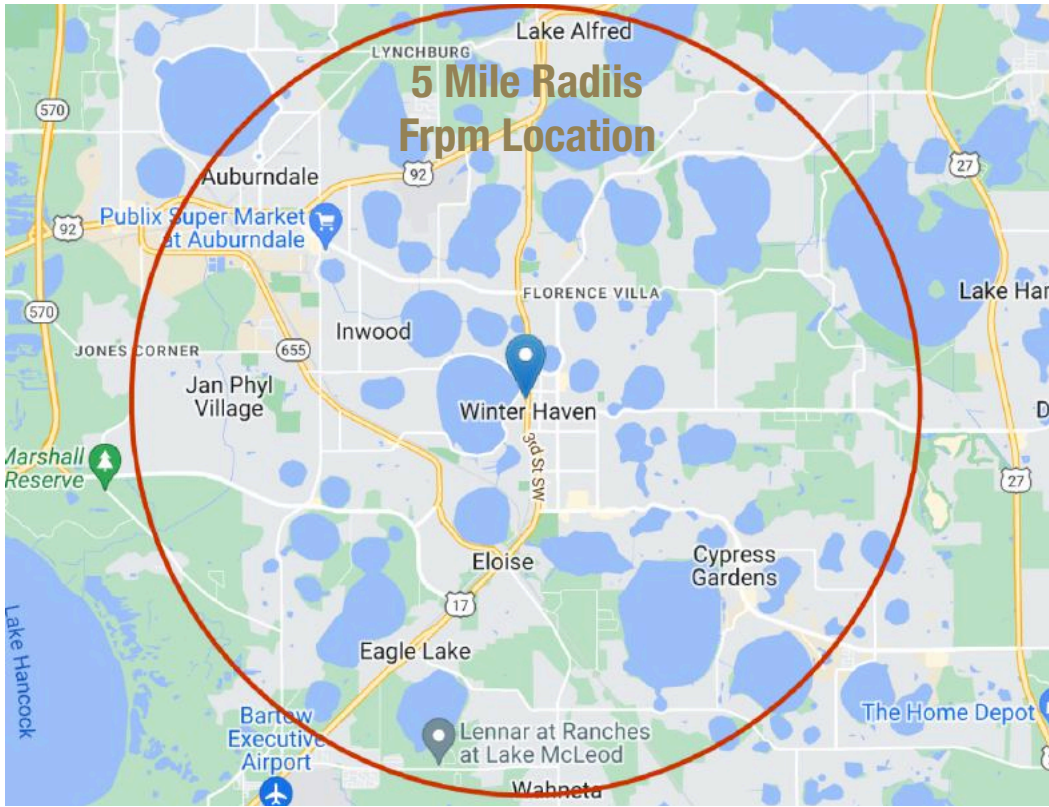 Lake Alfred
LYNCHBURG
5 Mile Radiis
Frpm Location
570
27
92
Auburndale
Publix Super Market
at Auburndale
92
FLORENCE VILLA
Lake Har
570
Inwood
JONES CORNER
655
Jan Phyl
Village
Winter Haven
D
3rd St SW
Marshall
Reserve
27
Eloise
Cypress
Gardens
17
Lake Hancock
Eagle Lake
Bartow
Executive
Airport
The Home Depot
Lennar at Ranches
at Lake McLeod
Wahneta